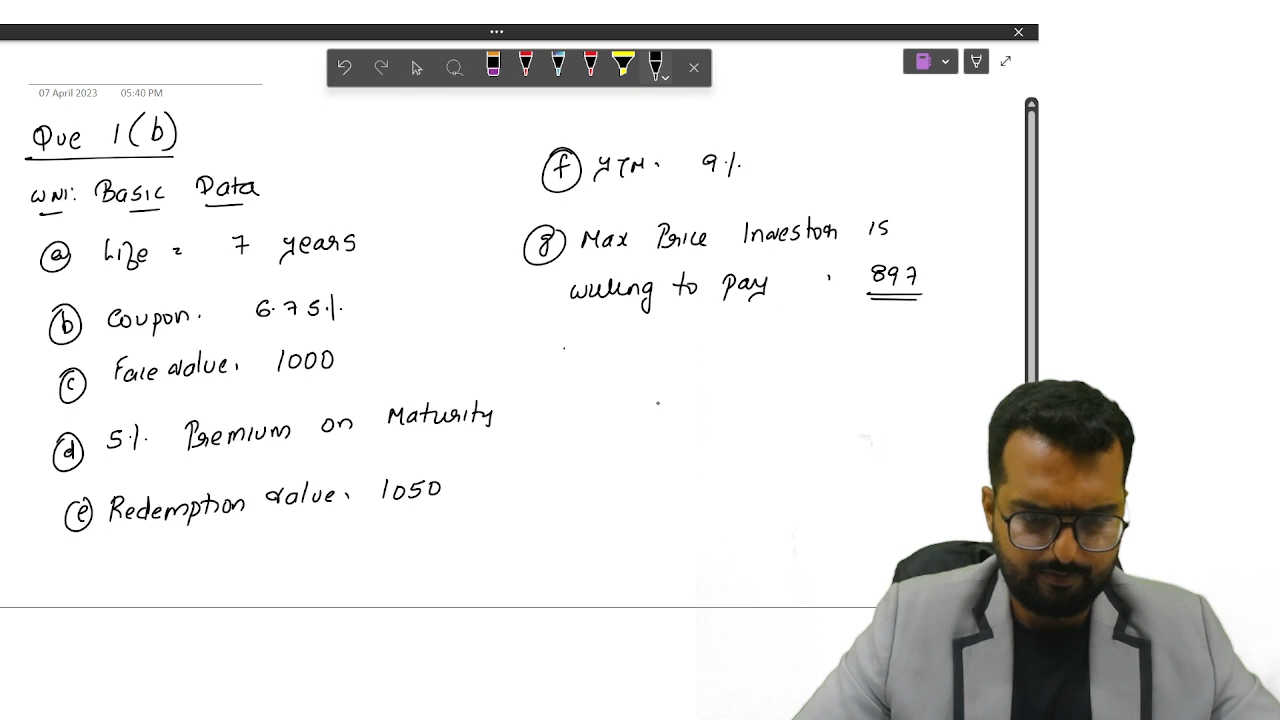 07 April 2023 05:40 PM
Que 1(b)
WN1: Basic Data
(a) Life = 7 years
(b) Coupon. 6.75%.
(c) Face value. 1000
(d) 5%. Premium on Maturity
(e) Redemption value. 1050
(f) YTM. 9%.
(g) Max Price Investor is
willing to pay . 897